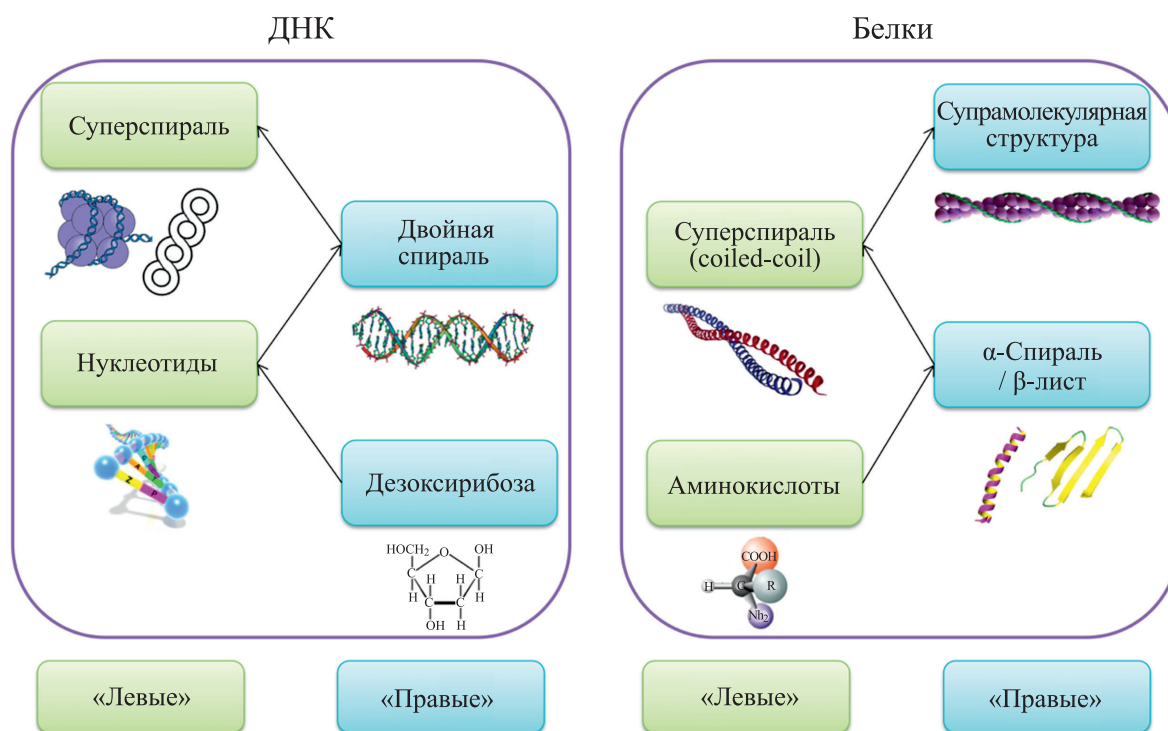 ДНК
Суперспираль
Двойная
спираль
Нуклеотиды
Z
P
A
Дезоксирибоза
HOCH₂
O
OH
C
H
H
C
H
C
C
H
OH
H
«Левые»
«Правые»
Белки
Супрамолекулярная
структура
Суперспираль
(coiled-coil)
α-Спираль
/ β-лист
Аминокислоты
COOH
H
C
R
Nh₂
«Левые»
«Правые»